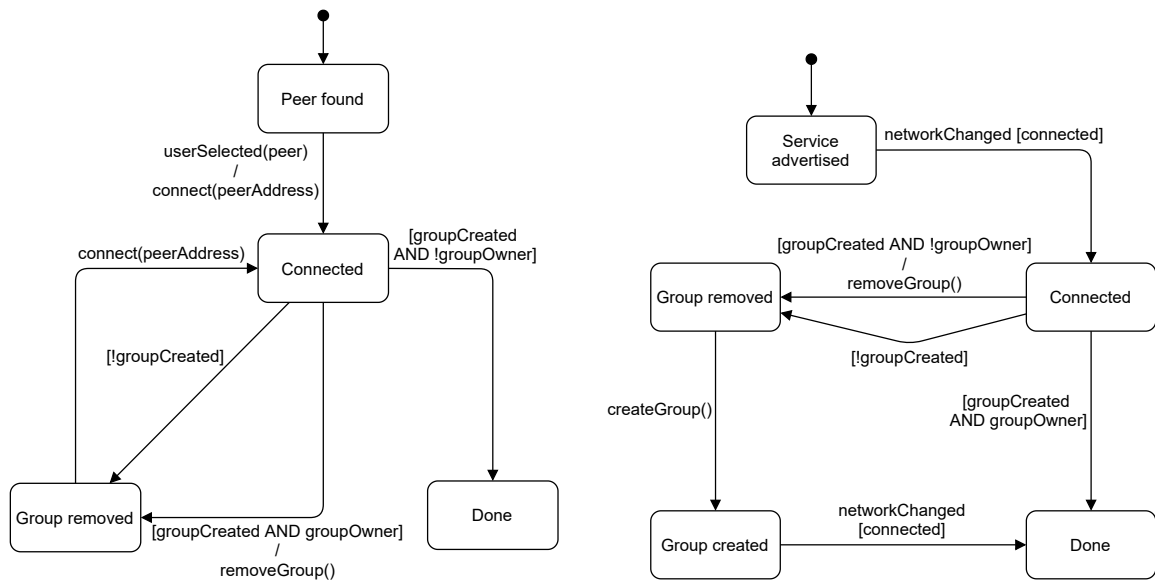 Peer found
userSelected(peer)
/
connect(peerAddress)
connect(peerAddress)
Connected
[groupCreated
AND !groupOwner]
[!groupCreated]
Group removed
[groupCreated AND groupOwner]
/
removeGroup()
Done
Service
advertised
networkChanged [connected]
[groupCreated AND !groupOwner]
/
removeGroup()
Group removed
Connected
[!groupCreated]
createGroup()
[groupCreated
AND groupOwner]
Group created
networkChanged
[connected]
Done